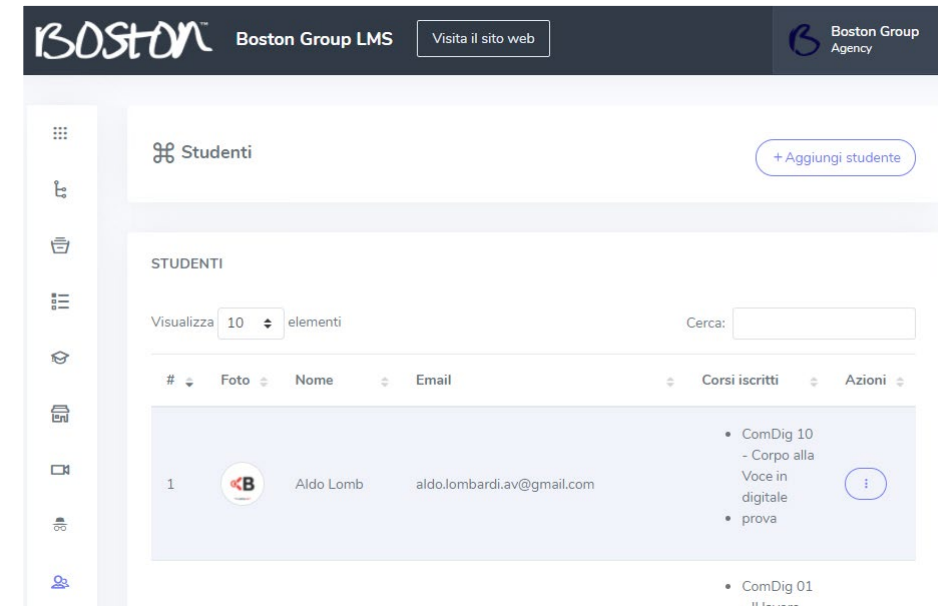 BOSTON™ Boston Group LMS Visita il sito web Boston Group
Agency
Studenti + Aggiungi studente
STUDENTI
Visualizza 10 elementi Cerca:
# Foto Nome Email Corsi iscritti Azioni
1 B Aldo Lomb aldo.lombardi.av@gmail.com
• ComDig 10
- Corpo alla
Voce in
digitale
• prova
• ComDig 01